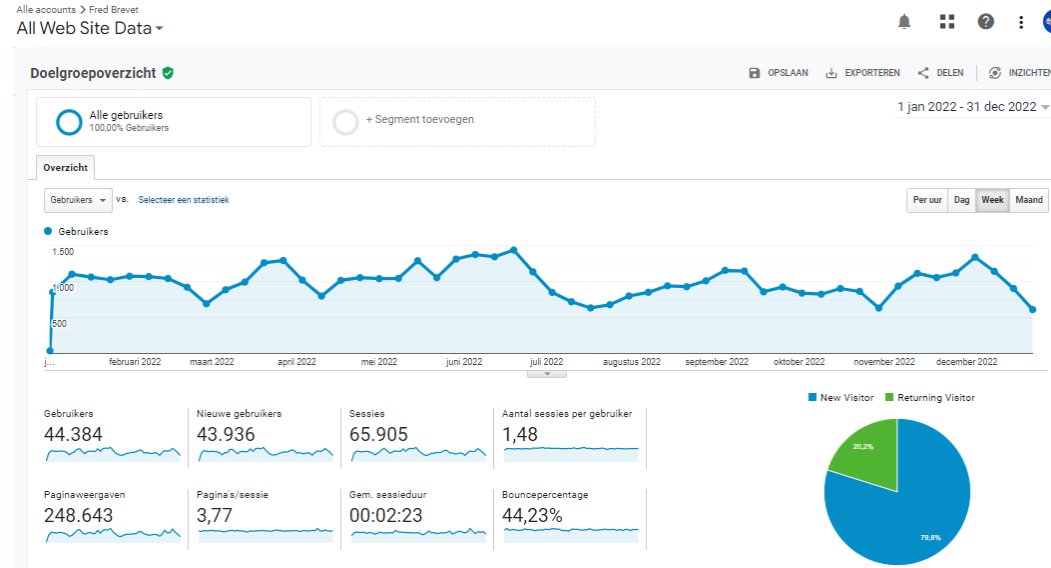 Alle accounts > Fred Brevet
All Web Site Data
Doelgroepoverzicht
OPSLAAN EXPORTEREN DELEN INZICHTEN
Alle gebruikers
100,00% Gebruikers
+ Segment toevoegen
1 jan 2022 - 31 dec 2022
Overzicht
Gebruikers vs. Selecteer een statistiek
Per uur Dag Week Maand
Gebruikers
1.500
1.000
500
j... februari 2022 maart 2022 april 2022 mei 2022 juni 2022 juli 2022 augustus 2022 september 2022 oktober 2022 november 2022 december 2022
New Visitor Returning Visitor
Gebruikers
44.384
Nieuwe gebruikers
43.936
Sessies
65.905
Aantal sessies per gebruiker
1,48
Paginaweergaven
248.643
Pagina's/sessie
3,77
Gem. sessieduur
00:02:23
Bouncepercentage
44,23%
20,2%
79,8%